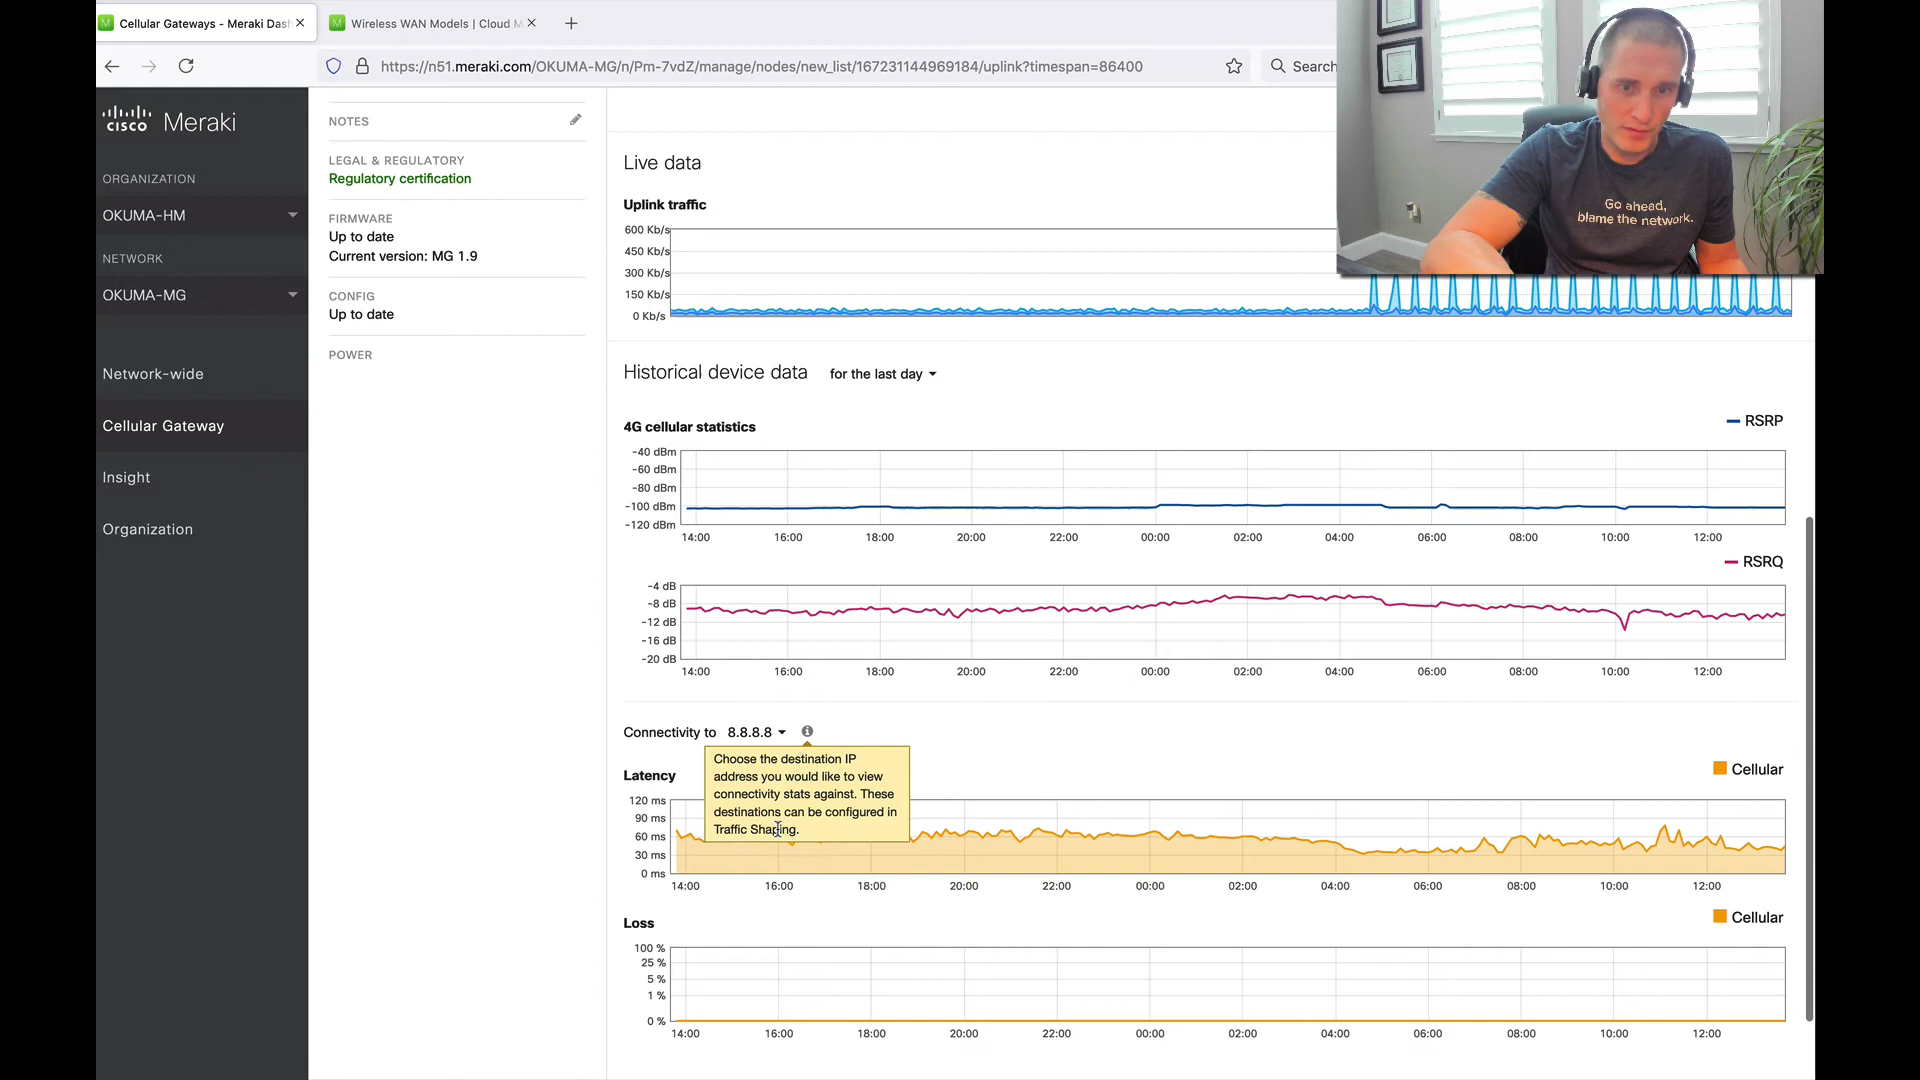 Cellular Gateways - Meraki Dash
Wireless WAN Models | Cloud M
https://n51.meraki.com/OKUMA-MG/n/Pm-7vdZ/manage/nodes/new_list/167231144969184/uplink?timespan=86400
Search
CISCO Meraki
ORGANIZATION
OKUMA-HM
NETWORK
OKUMA-MG
Network-wide
Cellular Gateway
Insight
Organization
NOTES
LEGAL & REGULATORY
Regulatory certification
FIRMWARE
Up to date
Current version: MG 1.9
CONFIG
Up to date
POWER
Go ahead,
blame the network.
Live data
Uplink traffic
600 Kb/s
450 Kb/s
300 Kb/s
150 Kb/s
0 Kb/s
Historical device data for the last day
4G cellular statistics
RSRP
-40 dBm
-60 dBm
-80 dBm
-100 dBm
-120 dBm
14:00 16:00 18:00 20:00 22:00 00:00 02:00 04:00 06:00 08:00 10:00 12:00
RSRQ
-4 dB
-8 dB
-12 dB
-16 dB
-20 dB
14:00 16:00 18:00 20:00 22:00 00:00 02:00 04:00 06:00 08:00 10:00 12:00
Connectivity to 8.8.8.8
Choose the destination IP
address you would like to view
connectivity stats against. These
destinations can be configured in
Traffic Shaping.
Latency
Cellular
120 ms
90 ms
60 ms
30 ms
0 ms
14:00 16:00 18:00 20:00 22:00 00:00 02:00 04:00 06:00 08:00 10:00 12:00
Loss
Cellular
100 %
25 %
5 %
1 %
0 %
14:00 16:00 18:00 20:00 22:00 00:00 02:00 04:00 06:00 08:00 10:00 12:00